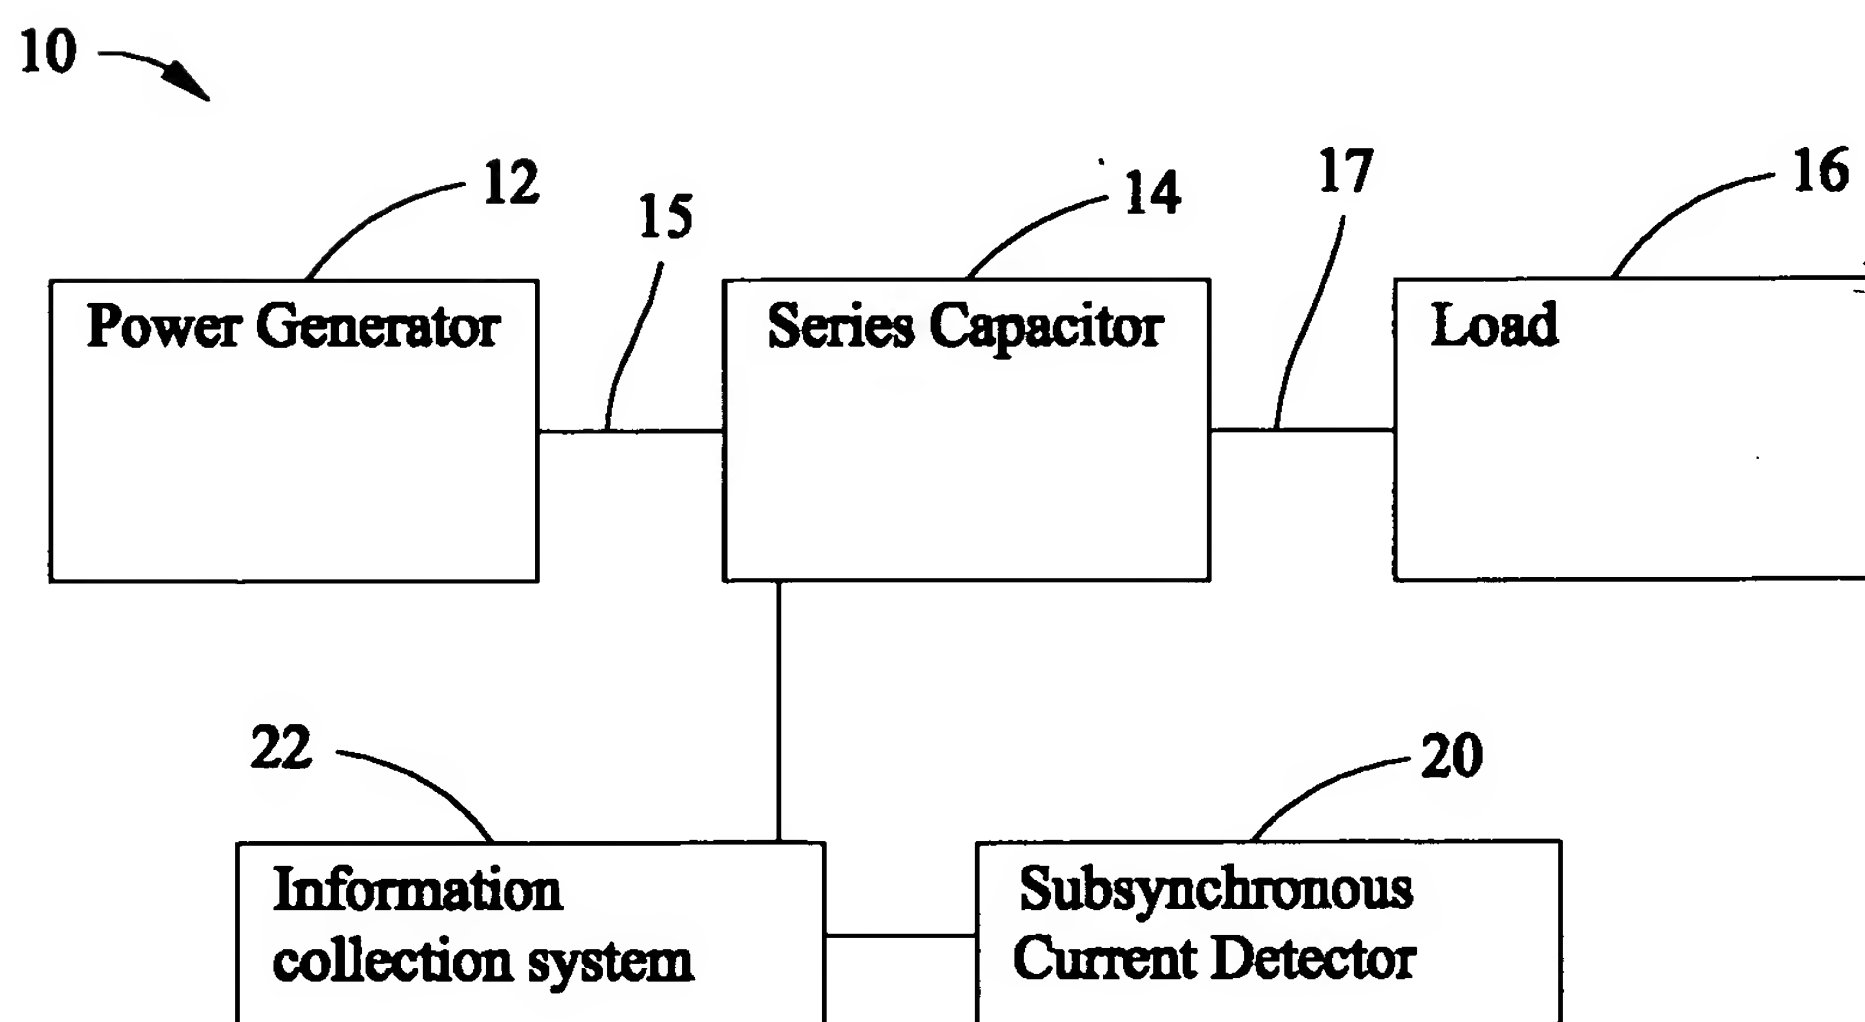 10
12
15
14
17
16
Power Generator
Series Capacitor
Load
22
20
Information
collection system
Subsynchronous
Current Detector